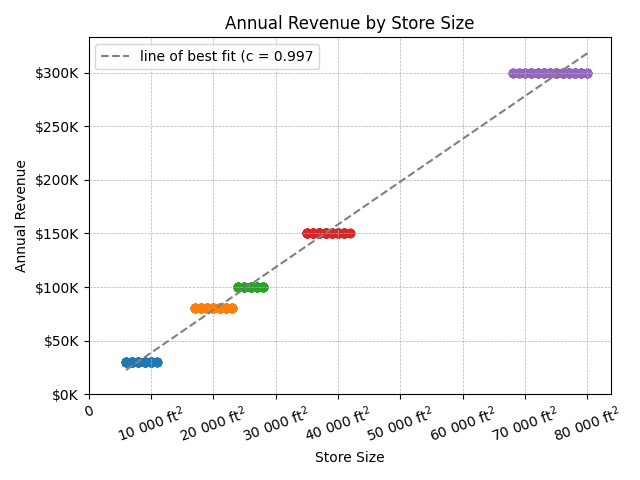 Annual Revenue by Store Size
line of best fit (c = 0.997
$300K
$250K
$200K
$150K
$100K
$50K
$0K
Annual Revenue
0
10 000 ft²
20 000 ft²
30 000 ft²
40 000 ft²
50 000 ft²
60 000 ft²
70 000 ft²
80 000 ft²
Store Size